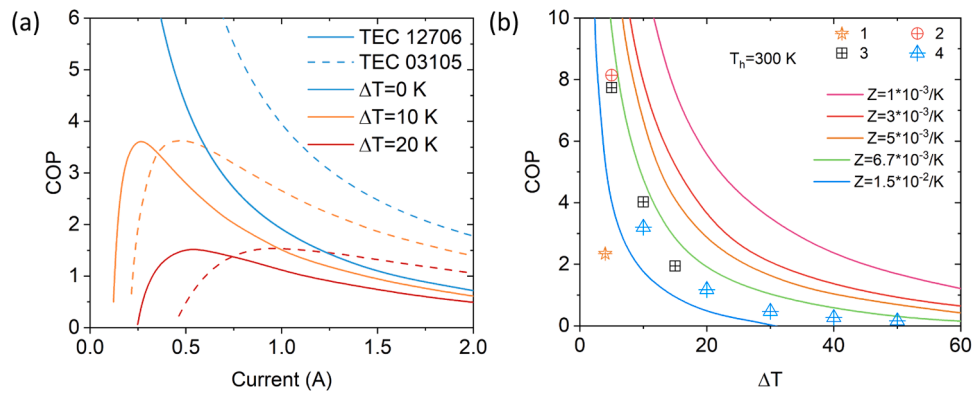 (a)
6
5
4
3
2
1
0
COP
0.0
0.5
1.0
1.5
2.0
Current (A)
TEC 12706
TEC 03105
ΔT=0 K
ΔT=10 K
ΔT=20 K
(b)
10
8
6
4
2
0
COP
0
20
40
60
ΔT
T_h=300 K
1
2
3
4
Z=1*10⁻³/K
Z=3*10⁻³/K
Z=5*10⁻³/K
Z=6.7*10⁻³/K
Z=1.5*10⁻²/K